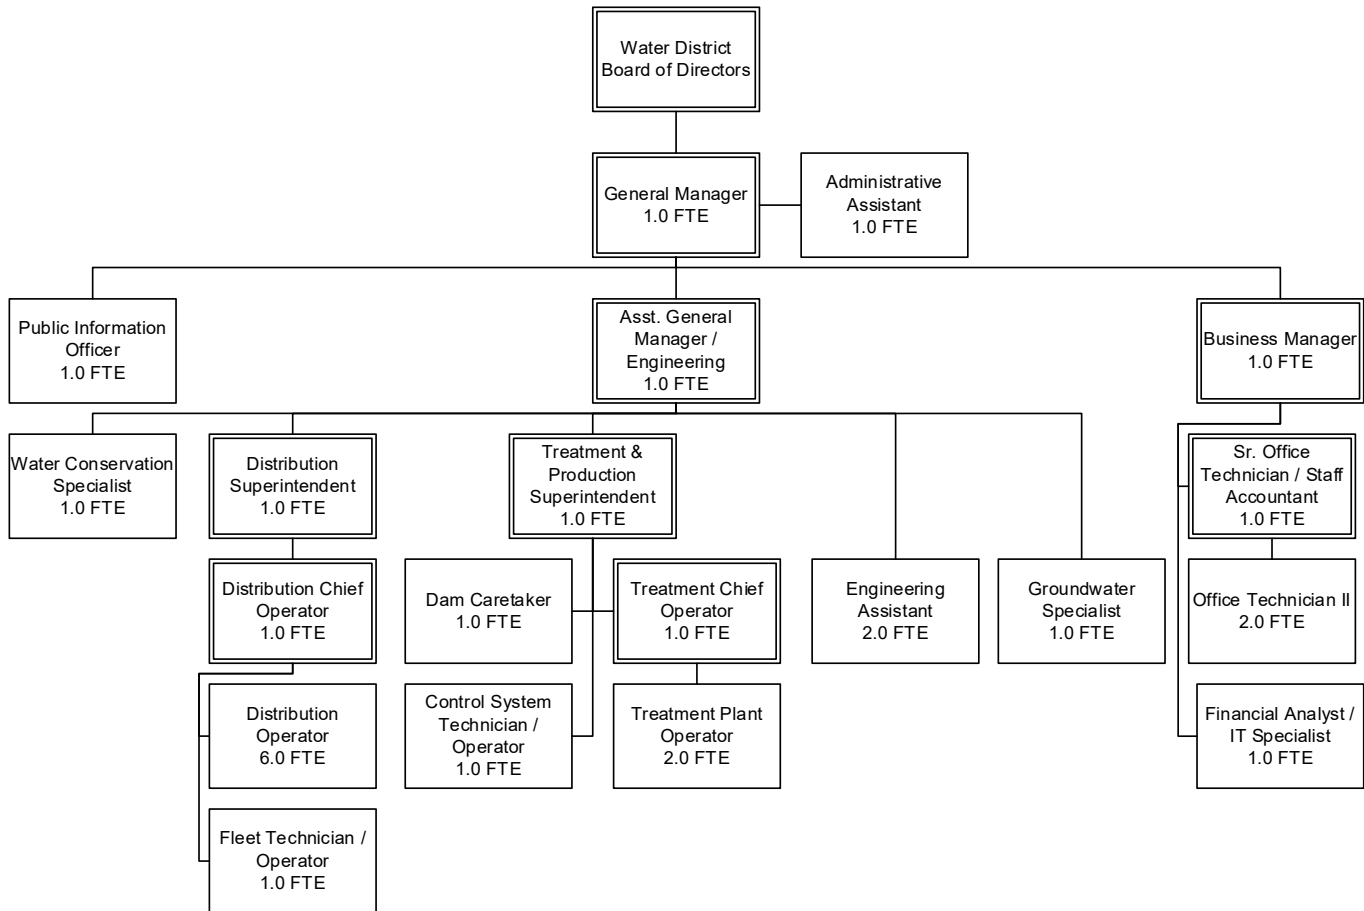 Water District
Board of Directors
General Manager
1.0 FTE
Administrative
Assistant
1.0 FTE
Public Information
Officer
1.0 FTE
Asst. General
Manager /
Engineering
1.0 FTE
Business Manager
1.0 FTE
Water Conservation
Specialist
1.0 FTE
Distribution
Superintendent
1.0 FTE
Treatment &
Production
Superintendent
1.0 FTE
Sr. Office
Technician / Staff
Accountant
1.0 FTE
Distribution Chief
Operator
1.0 FTE
Dam Caretaker
1.0 FTE
Treatment Chief
Operator
1.0 FTE
Engineering
Assistant
2.0 FTE
Groundwater
Specialist
1.0 FTE
Office Technician II
2.0 FTE
Distribution
Operator
6.0 FTE
Control System
Technician /
Operator
1.0 FTE
Treatment Plant
Operator
2.0 FTE
Financial Analyst /
IT Specialist
1.0 FTE
Fleet Technician /
Operator
1.0 FTE